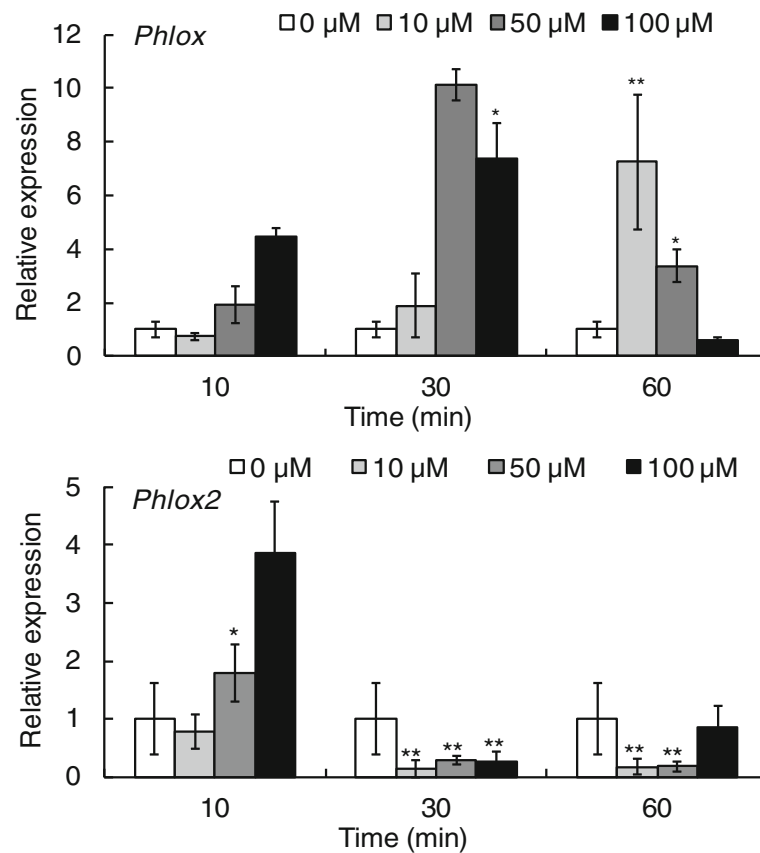 Phlox
0 µM 10 µM 50 µM 100 µM
12
10
8
6
4
2
0
Relative expression
* ** *
10 30 60
Time (min)
Phlox2
0 µM 10 µM 50 µM 100 µM
5
4
3
2
1
0
Relative expression
* ** ** ** ** **
10 30 60
Time (min)